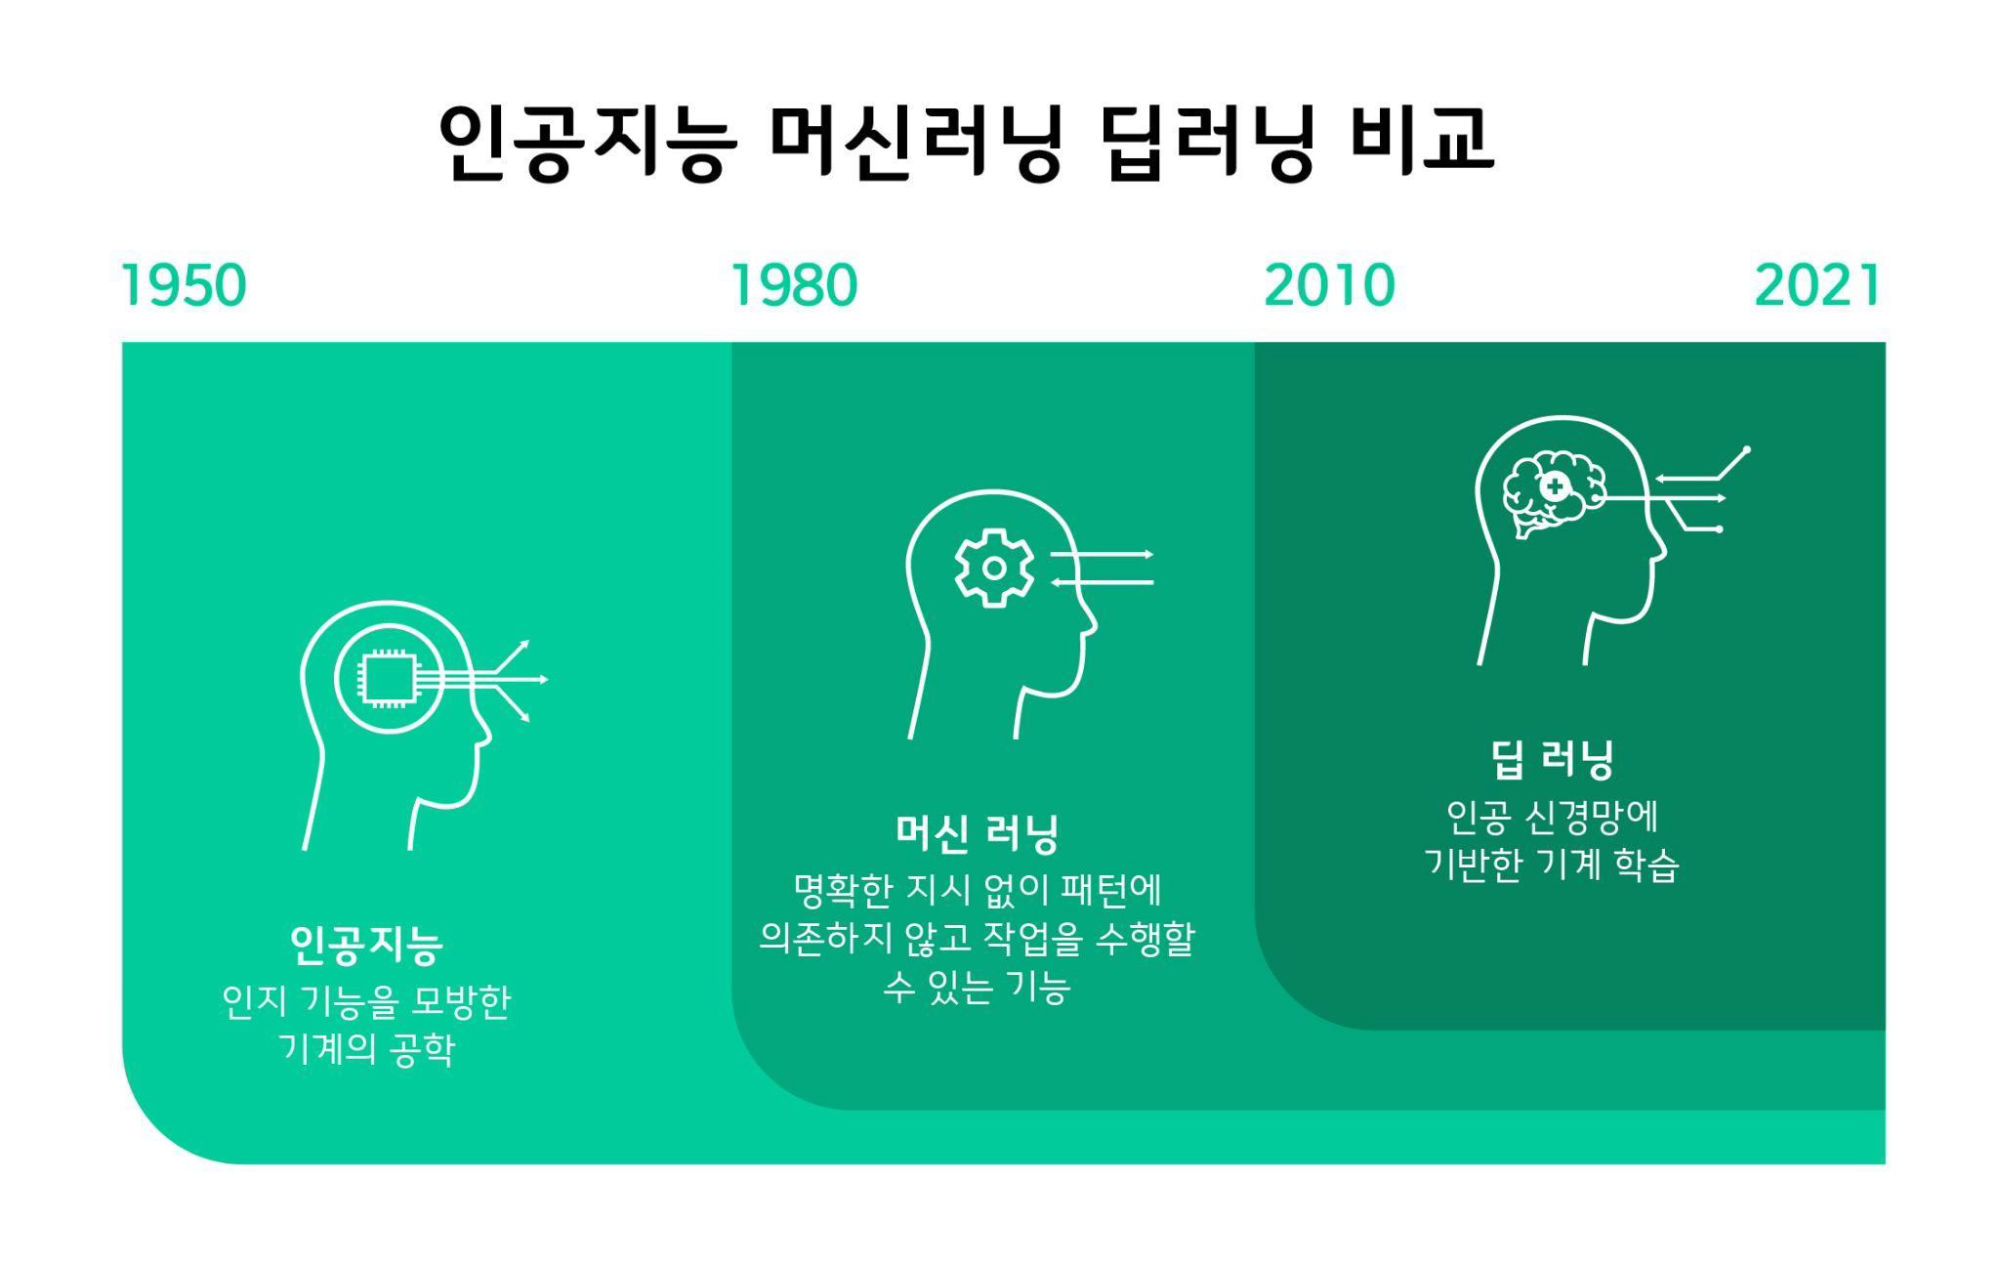 인공지능 머신러닝 딥러닝 비교
1950
1980
2010
2021
인공지능
인지 기능을 모방한
기계의 공학
머신 러닝
명확한 지시 없이 패턴에
의존하지 않고 작업을 수행할
수 있는 기능
딥 러닝
인공 신경망에
기반한 기계 학습